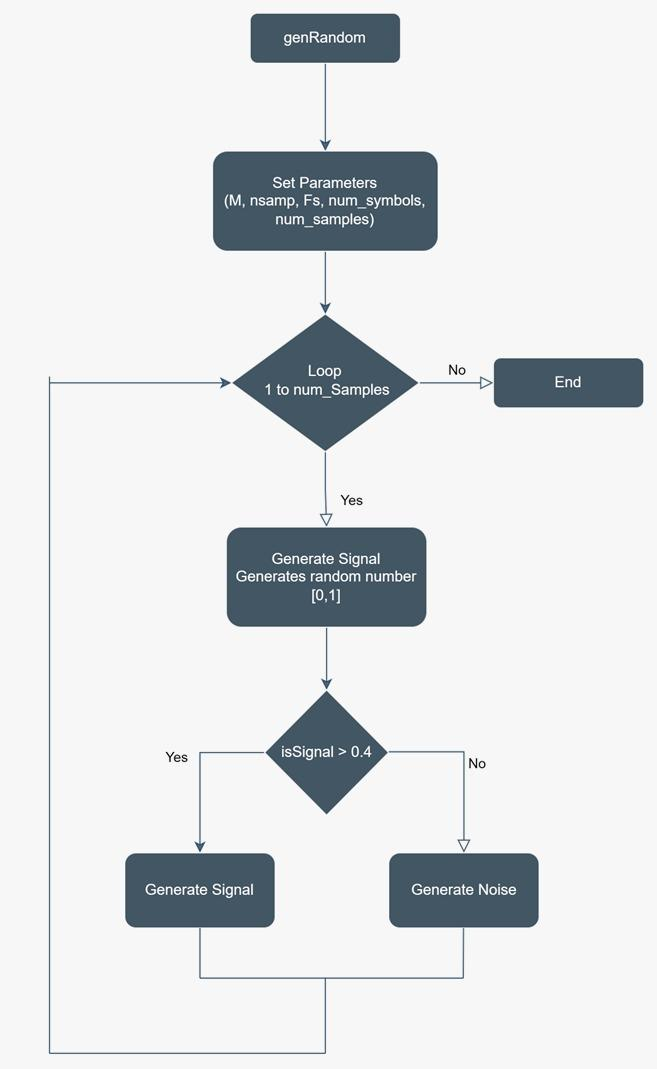 genRandom
Set Parameters
(M, nsamp, Fs, num_symbols,
num_samples)
Loop
1 to num_Samples
No
End
Yes
Generate Signal
Generates random number
[0,1]
isSignal > 0.4
Yes
No
Generate Signal
Generate Noise